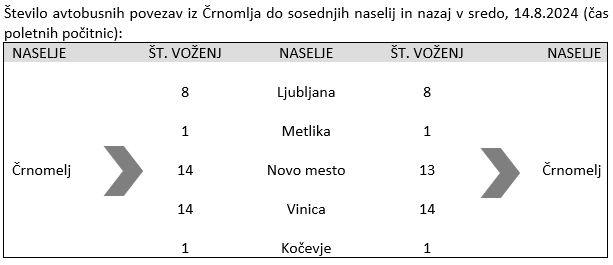 Število avtobusnih povezav iz Črnomlja do sosednjih naselij in nazaj v sredo, 14.8.2024 (čas
poletnih počitnic):
NASELJE ŠT. VOŽENJ NASELJE ŠT. VOŽENJ NASELJE
8 Ljubljana 8
1 Metlika 1
Črnomelj 14 Novo mesto 13 Črnomelj
14 Vinica 14
1 Kočevje 1